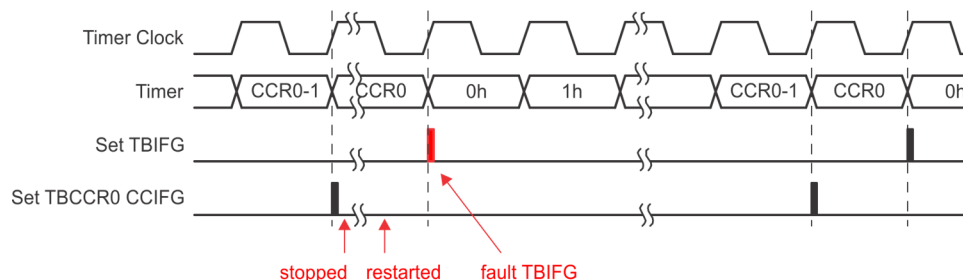 Timer Clock
Timer CCR0-1 CCR0 0h 1h CCR0-1 CCR0 0h
Set TBIFG
Set TBCCR0 CCIFG
stopped restarted fault TBIFG